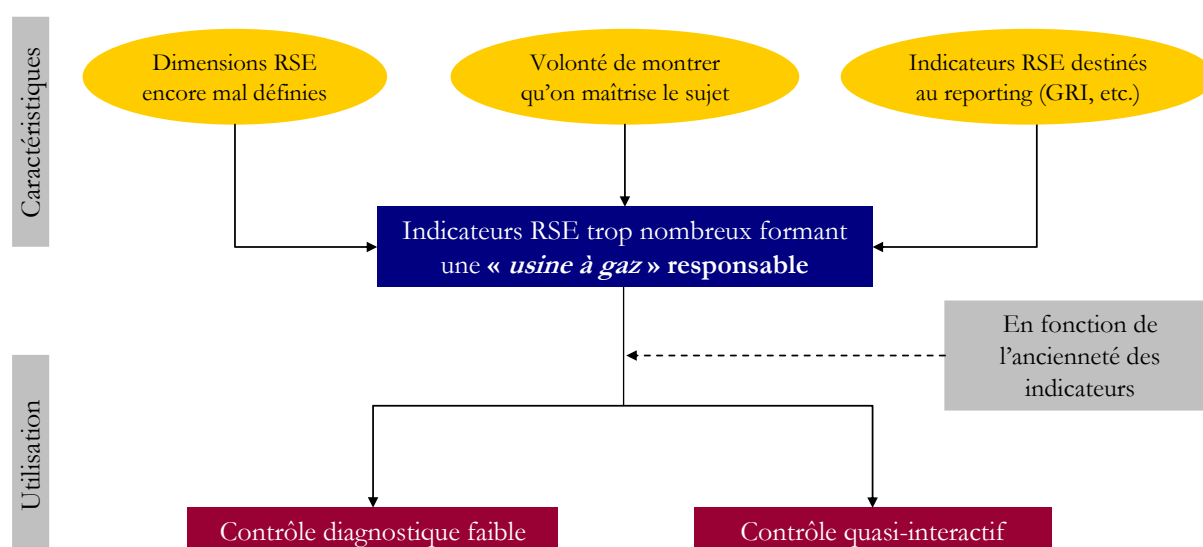 Caractéristiques
Dimensions RSE
encore mal définies
Volonté de montrer
qu’on maîtrise le sujet
Indicateurs RSE destinés
au reporting (GRI, etc.)
Indicateurs RSE trop nombreux formant
une « usine à gaz » responsable
En fonction de
l’ancienneté des
indicateurs
Utilisation
Contrôle diagnostique faible
Contrôle quasi-interactif